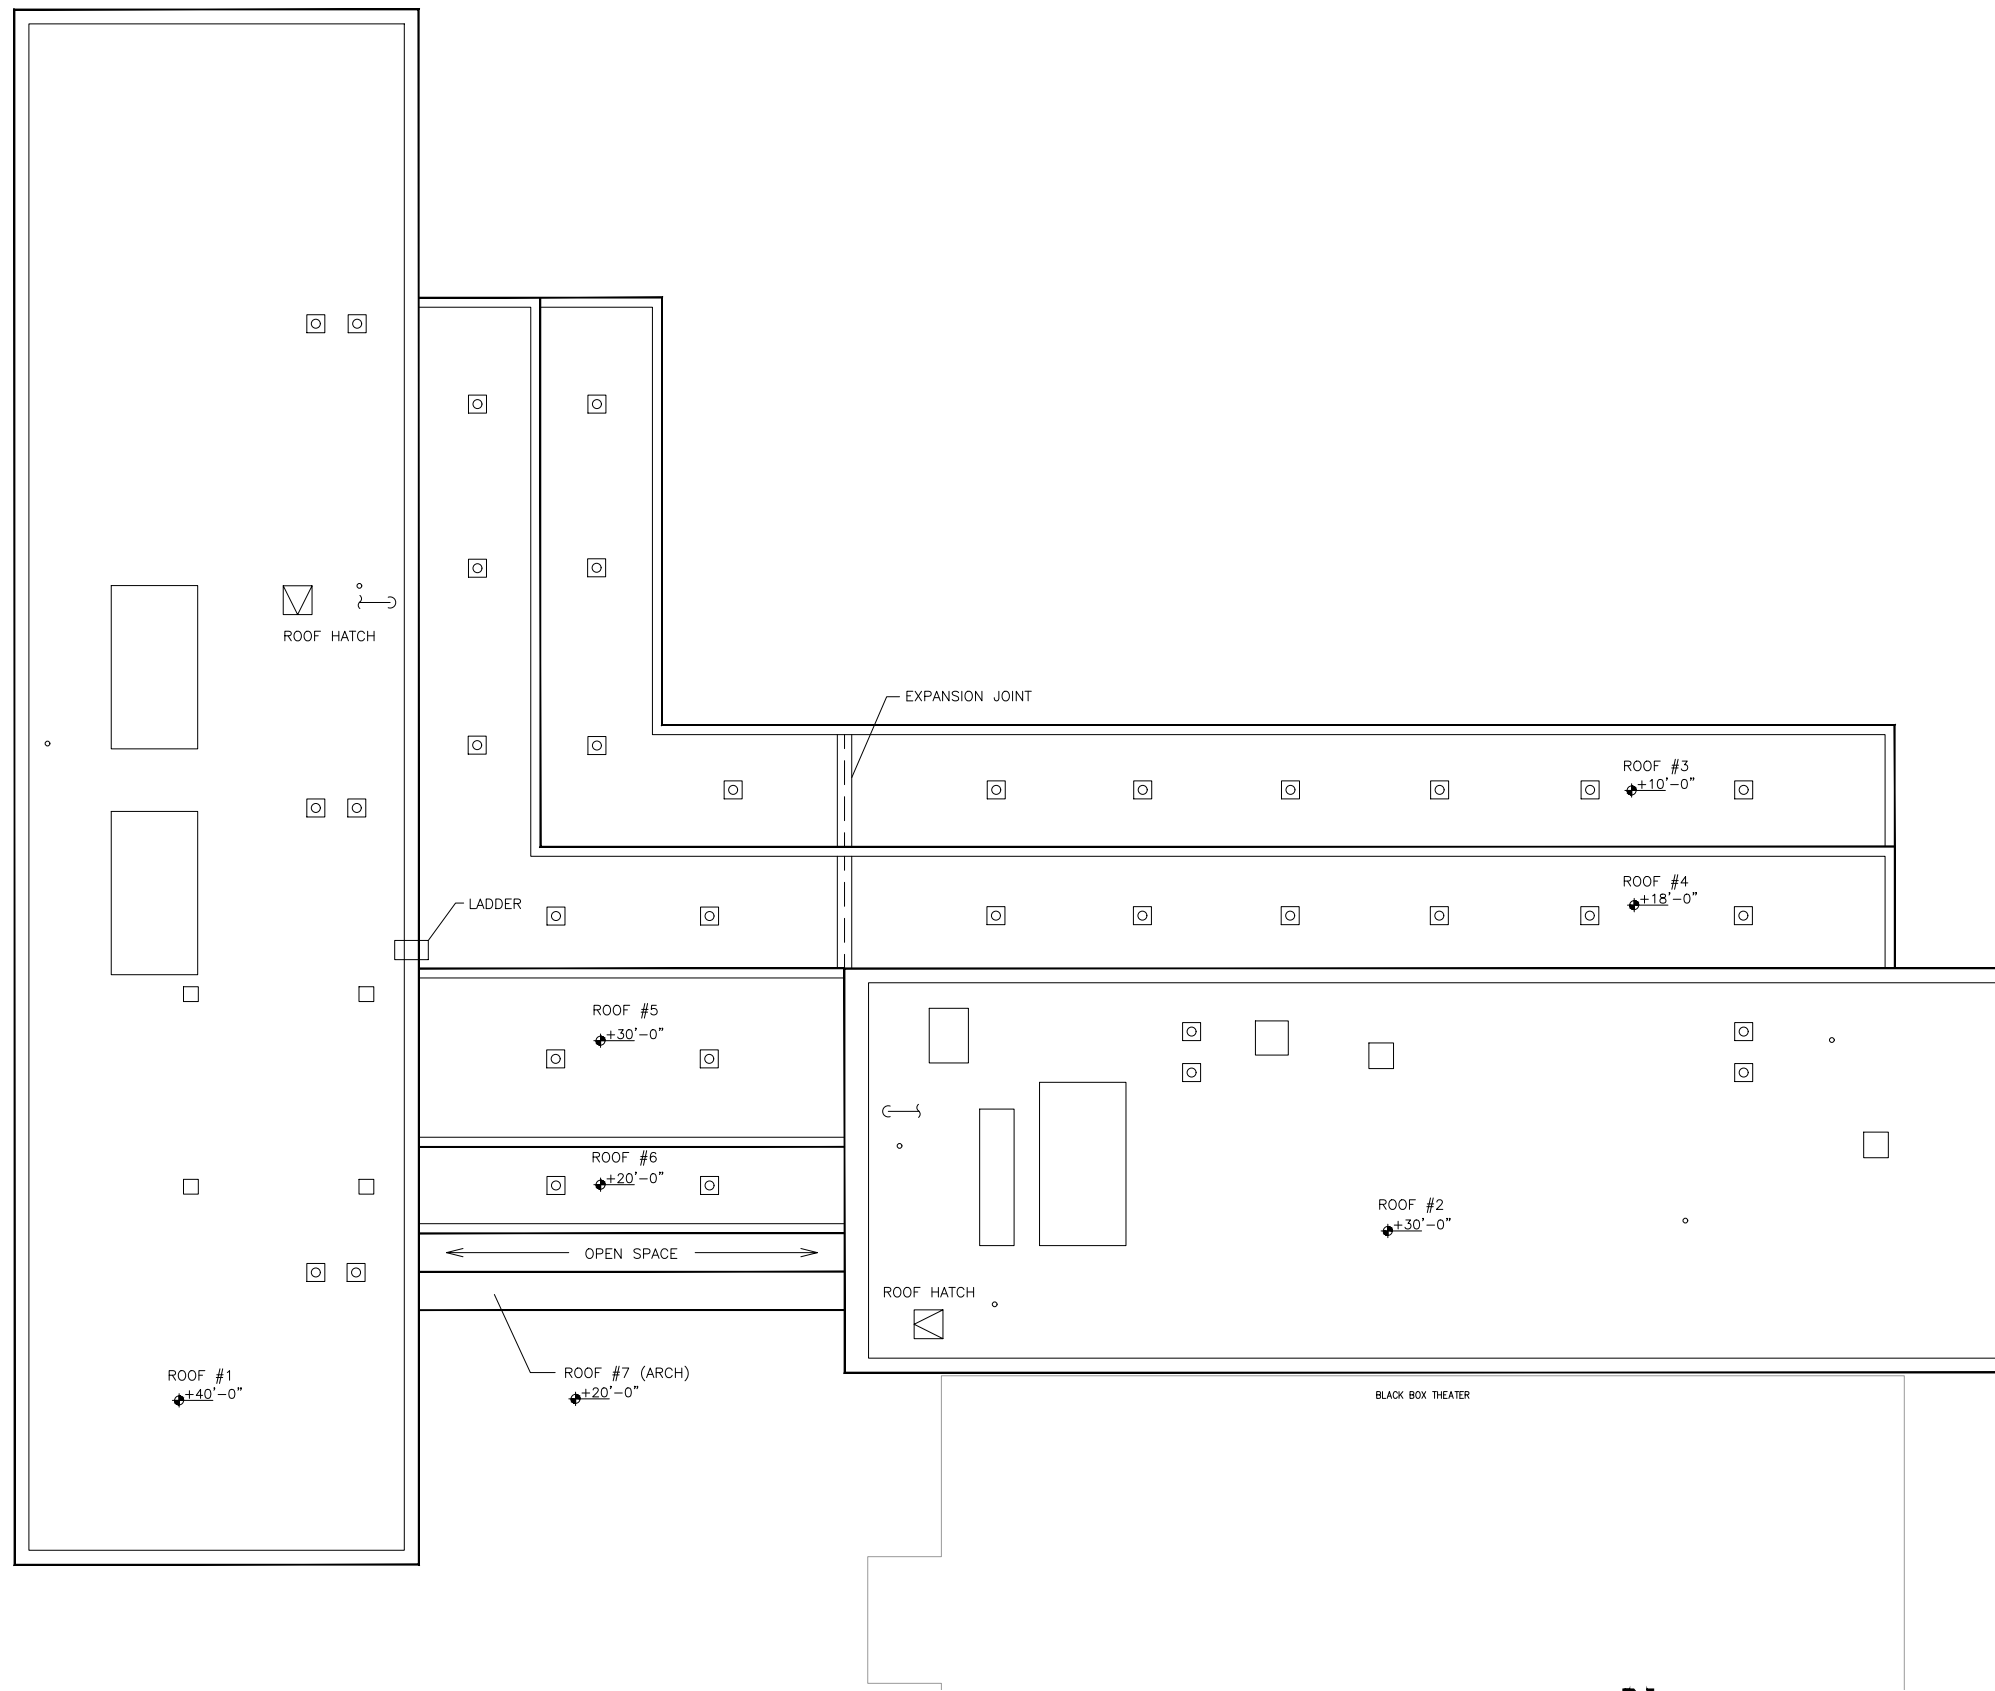 ROOF HATCH
EXPANSION JOINT
ROOF #3
+10'-0"
ROOF #4
+18'-0"
LADDER
ROOF #5
+30'-0"
ROOF #6
+20'-0"
ROOF #2
+30'-0"
OPEN SPACE
ROOF HATCH
ROOF #7 (ARCH)
+20'-0"
ROOF #1
+40'-0"
BLACK BOX THEATER